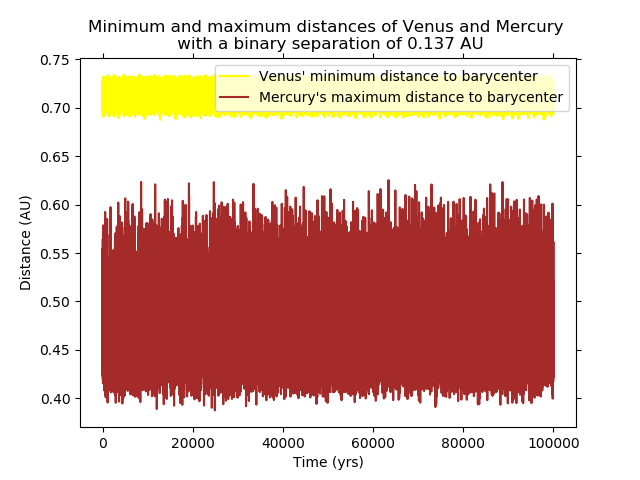 Minimum and maximum distances of Venus and Mercury
with a binary separation of 0.137 AU
Venus' minimum distance to barycenter
Mercury's maximum distance to barycenter
Distance (AU)
0.75
0.70
0.65
0.60
0.55
0.50
0.45
0.40
0 20000 40000 60000 80000 100000
Time (yrs)